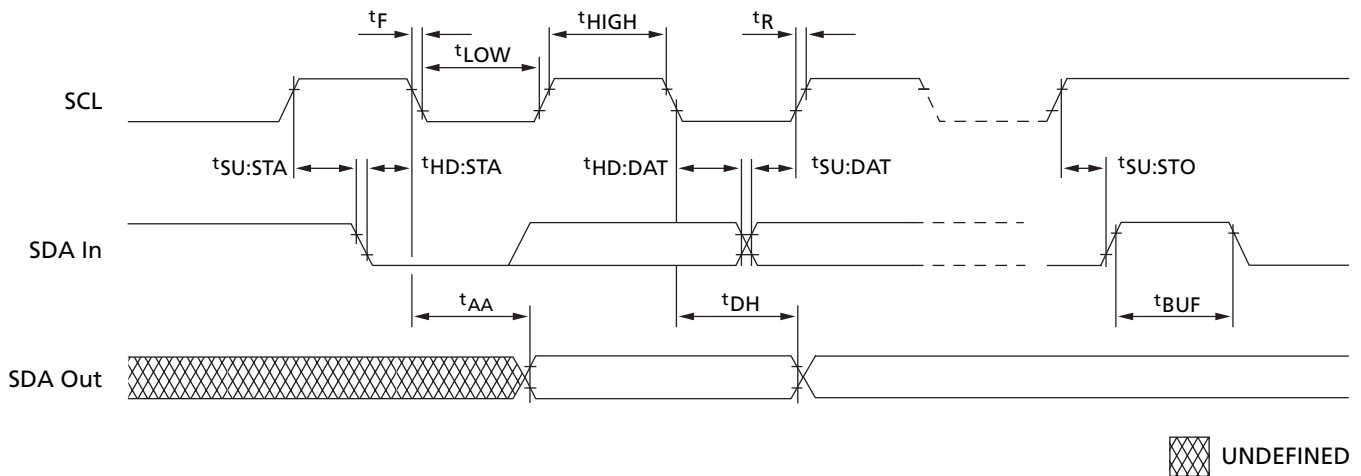 tF
tHIGH
tR
tLOW
SCL
tSU:STA
tHD:STA
tHD:DAT
tSU:DAT
tSU:STO
SDA In
tAA
tDH
tBUF
SDA Out
UNDEFINED